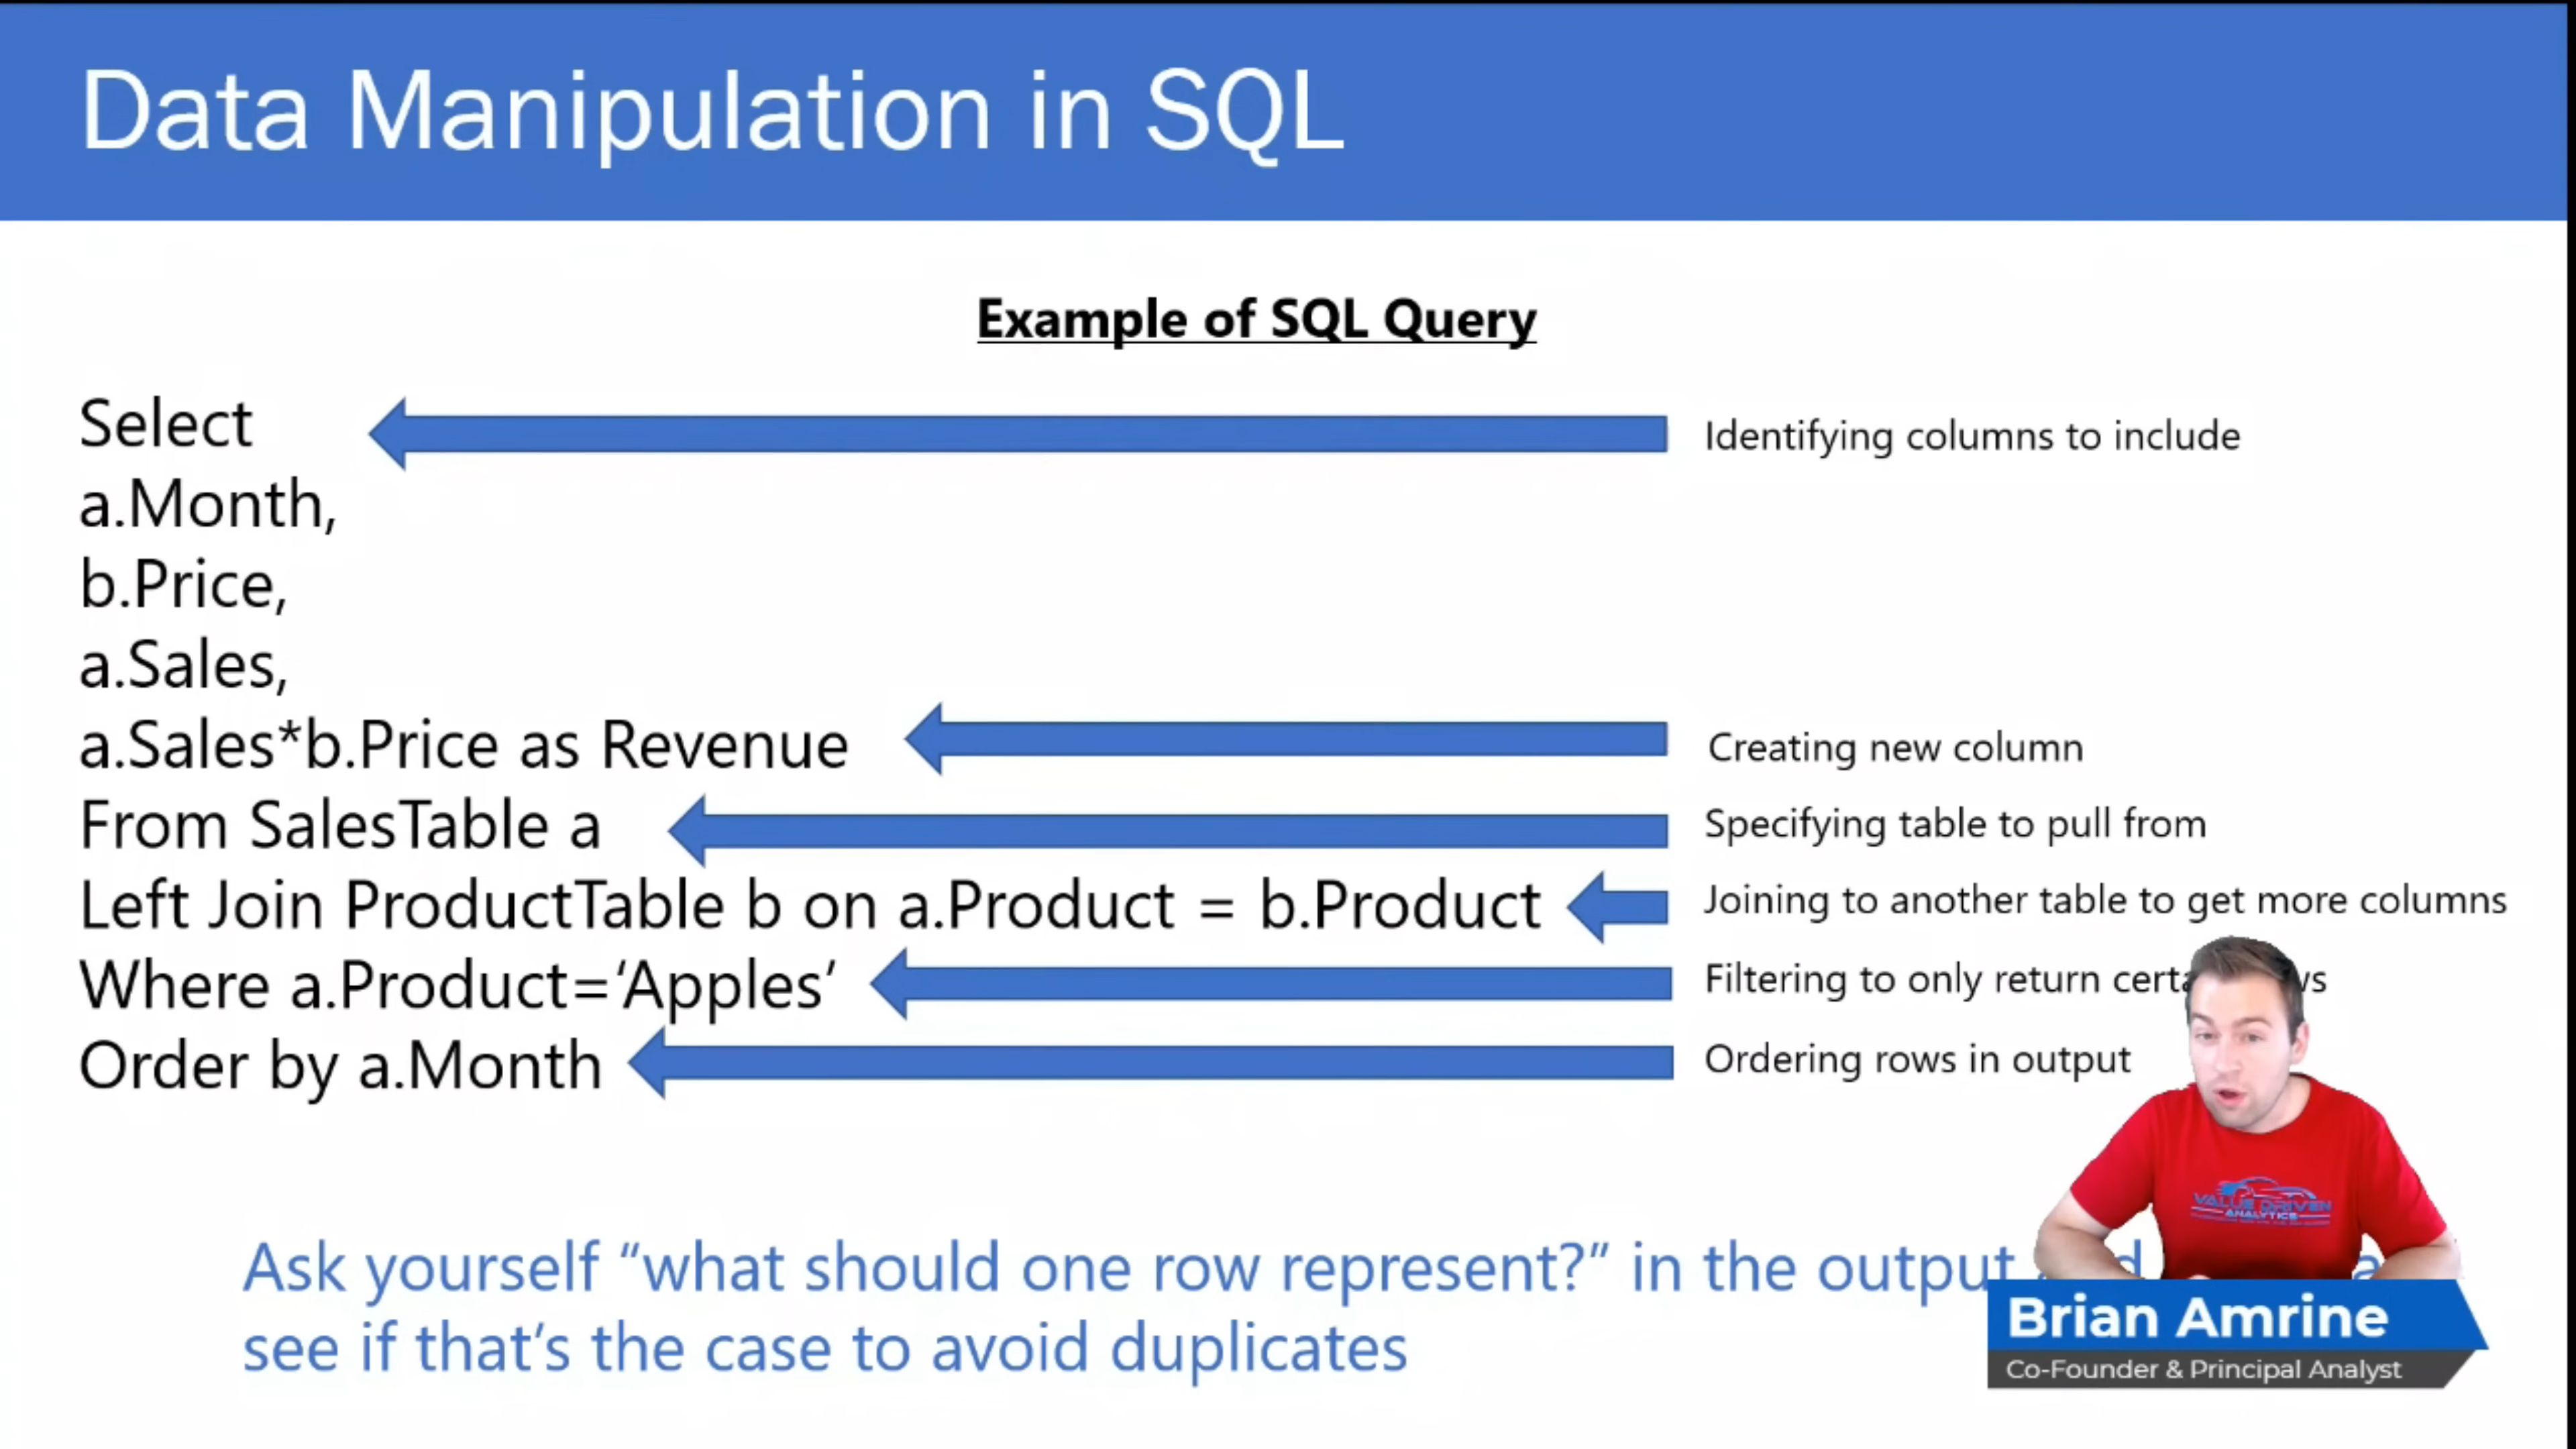 Data Manipulation in SQL
Example of SQL Query
Select
Identifying columns to include
a.Month,
b.Price,
a.Sales,
a.Sales*b.Price as Revenue
Creating new column
From SalesTable a
Specifying table to pull from
Left Join ProductTable b on a.Product = b.Product
Joining to another table to get more columns
Where a.Product=‘Apples’
Filtering to only return
Order by a.Month
Ordering rows in output
VALUE DRIVEN
ANALYTICS
Ask yourself “what should one row represent?” in the output
see if that’s the case to avoid duplicates
Brian Amrine
Co-Founder & Principal Analyst